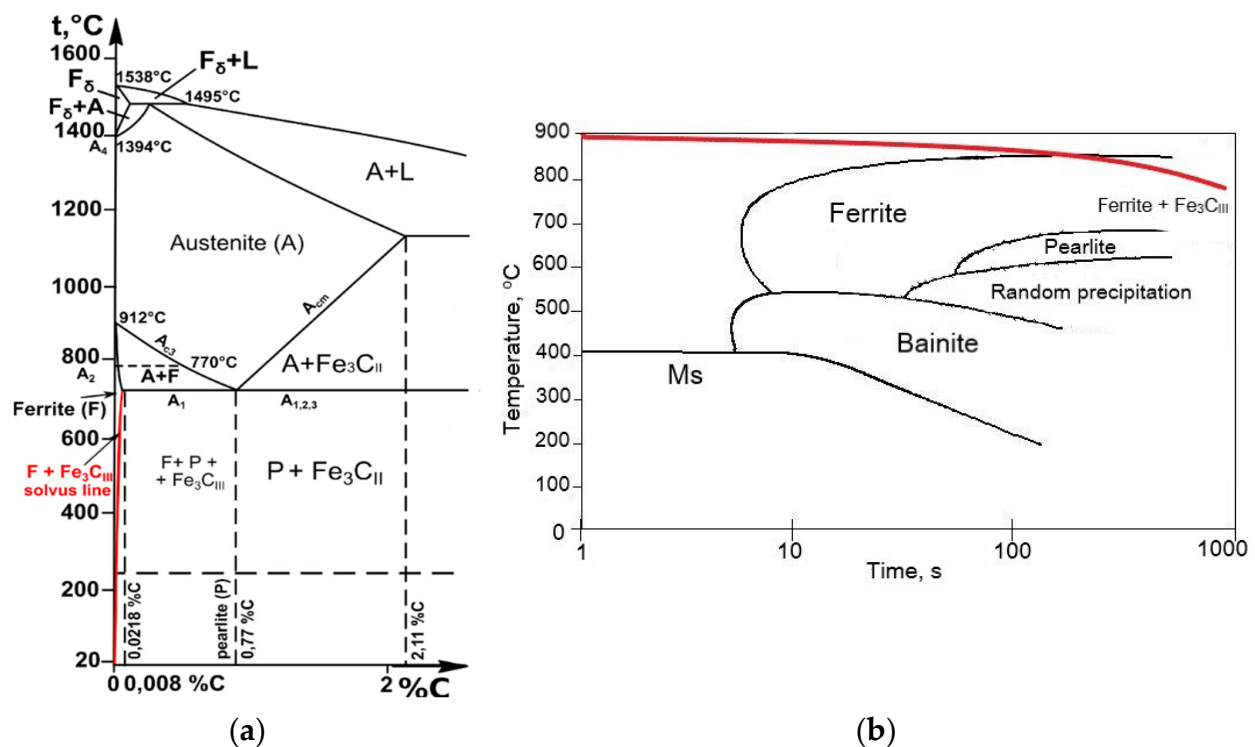 t,°C
1600
F𝛿+L
F𝛿
1538°C
1495°C
F𝛿+A
1400
A₄
1394°C
A+L
1200
Austenite (A)
1000
Acm
912°C
Ac3
770°C
800
A₂
A+F
A+Fe₃CII
A₁
A₁,₂,₃
Ferrite (F)
600
F + Fe₃CIII
solvus line
F+ P +
+ Fe₃CIII
P + Fe₃CII
400
200
0,0218 %C
pearlite (P)
0,77 %C
2,11 %C
20
0 0,008 %C
2
%C
(a)
Temperature, °C
900
800
700
600
500
400
300
200
100
0
Ferrite
Ferrite + Fe₃CIII
Pearlite
Random precipitation
Bainite
Ms
1
10
100
1000
Time, s
(b)